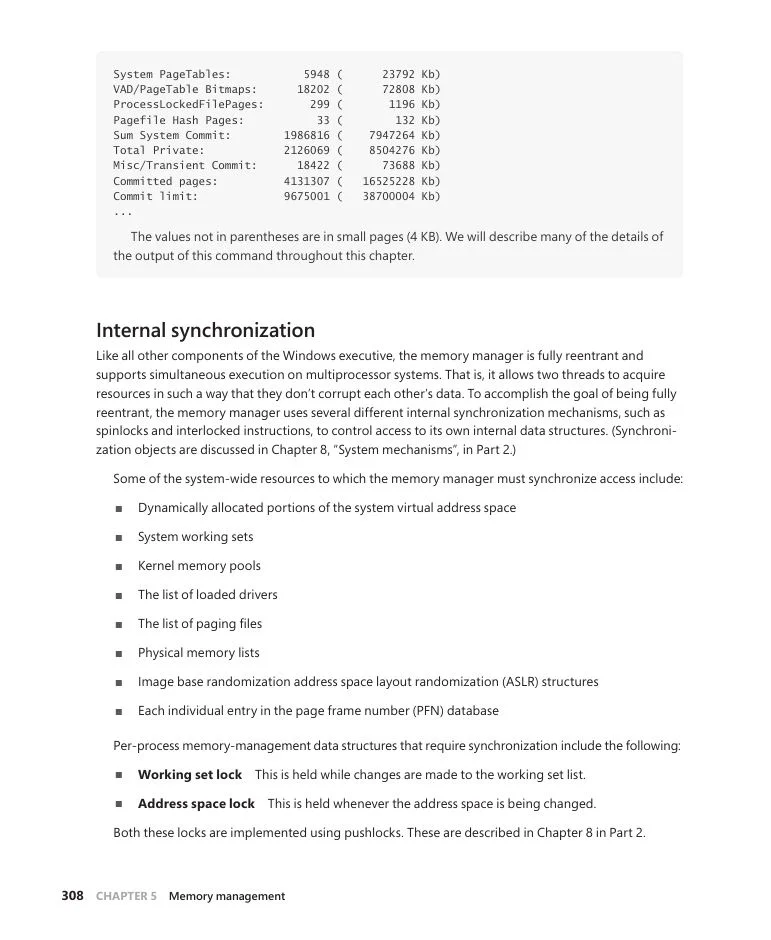 System PageTables: 5948 ( 23792 Kb)
VAD/PageTable Bitmaps: 18202 ( 72808 Kb)
ProcessLockedFilePages: 299 ( 1196 Kb)
Pagefile Hash Pages: 33 ( 132 Kb)
Sum System Commit: 1986816 ( 7947264 Kb)
Total Private: 2126069 ( 8504276 Kb)
Misc/Transient Commit: 18422 ( 73688 Kb)
Committed pages: 4131307 ( 16525228 Kb)
Commit limit: 9675001 ( 38700004 Kb)
...
The values not in parentheses are in small pages (4 KB). We will describe many of the details of
the output of this command throughout this chapter.
Internal synchronization
Like all other components of the Windows executive, the memory manager is fully reentrant and
supports simultaneous execution on multiprocessor systems. That is, it allows two threads to acquire
resources in such a way that they don’t corrupt each other’s data. To accomplish the goal of being fully
reentrant, the memory manager uses several different internal synchronization mechanisms, such as
spinlocks and interlocked instructions, to control access to its own internal data structures. (Synchroni-
zation objects are discussed in Chapter 8, “System mechanisms”, in Part 2.)
Some of the system-wide resources to which the memory manager must synchronize access include:
■ Dynamically allocated portions of the system virtual address space
■ System working sets
■ Kernel memory pools
■ The list of loaded drivers
■ The list of paging files
■ Physical memory lists
■ Image base randomization address space layout randomization (ASLR) structures
■ Each individual entry in the page frame number (PFN) database
Per-process memory-management data structures that require synchronization include the following:
■ Working set lock This is held while changes are made to the working set list.
■ Address space lock This is held whenever the address space is being changed.
Both these locks are implemented using pushlocks. These are described in Chapter 8 in Part 2.
308 CHAPTER 5 Memory management